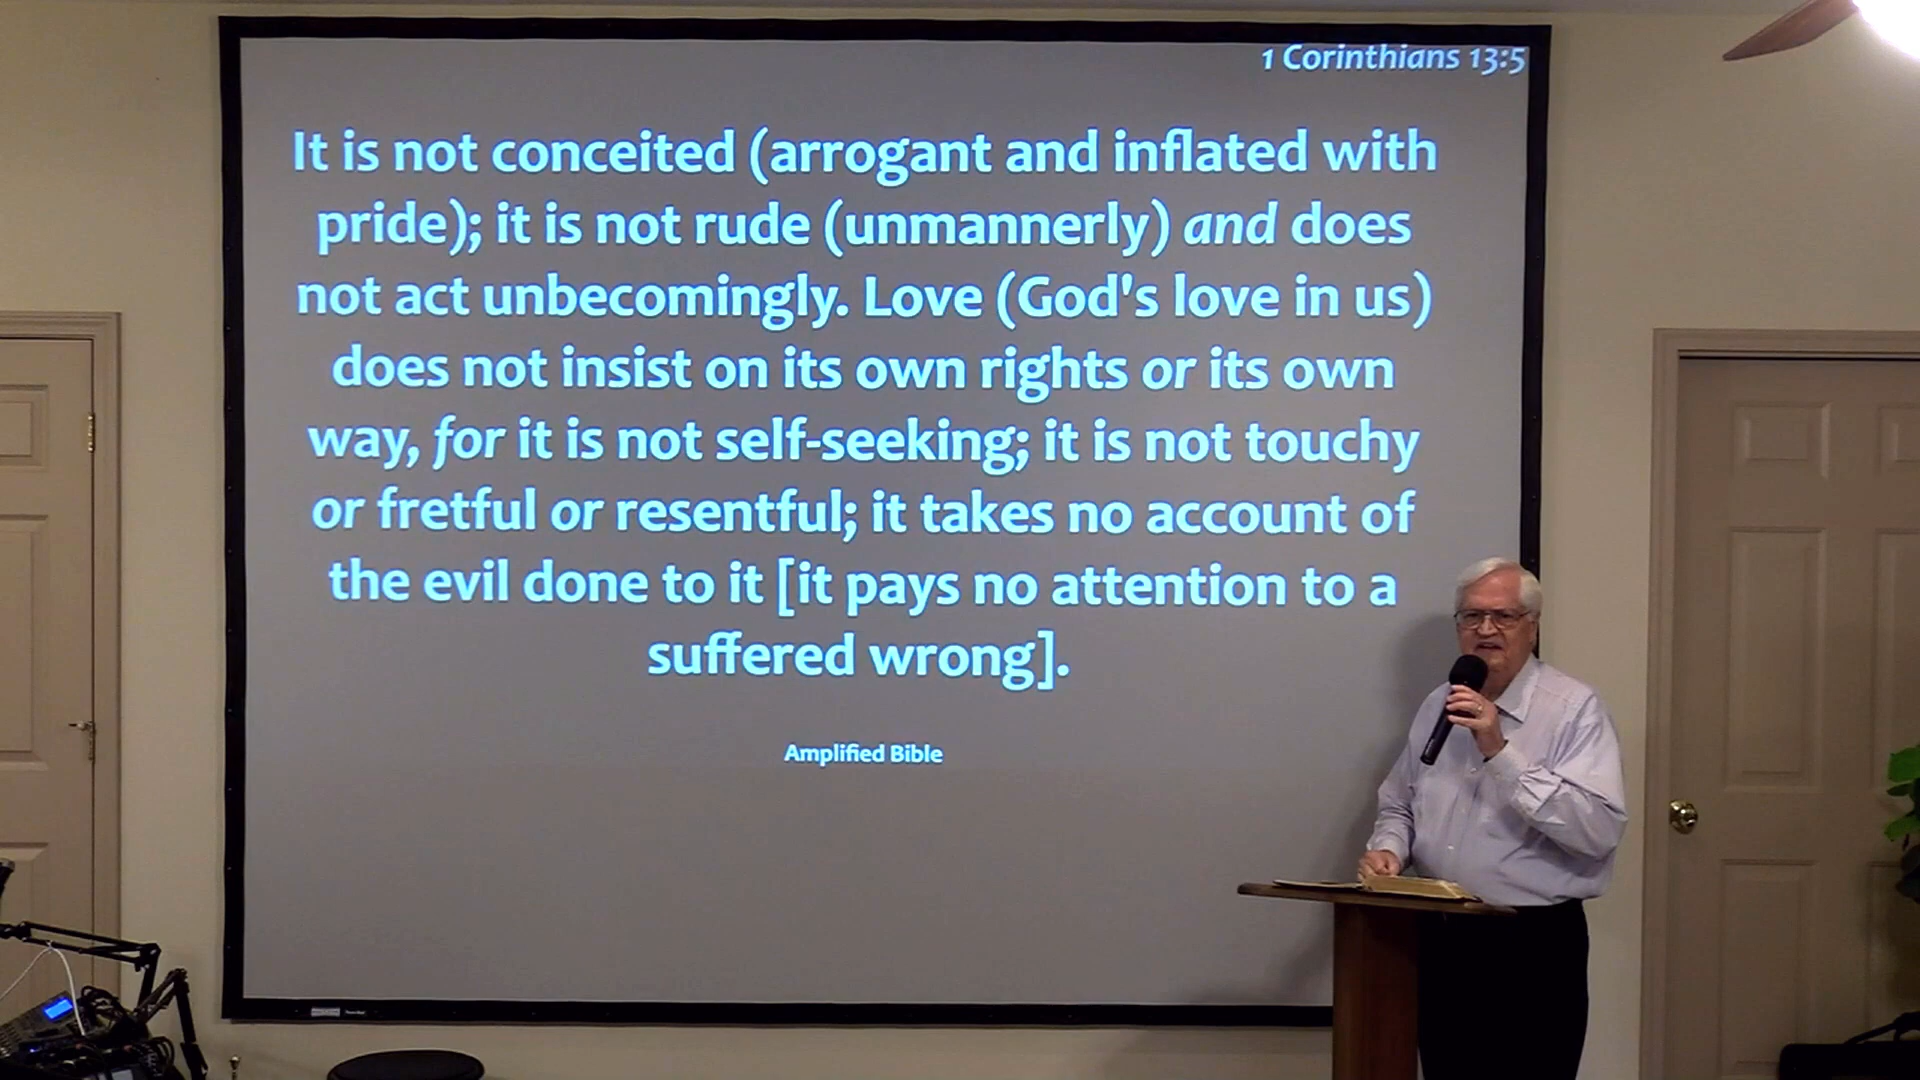 1 Corinthians 13:5
It is not conceited (arrogant and inflated with
pride); it is not rude (unmannerly) and does
not act unbecomingly. Love (God's love in us)
does not insist on its own rights or its own
way, for it is not self-seeking; it is not touchy
or fretful or resentful; it takes no account of
the evil done to it [it pays no attention to a
suffered wrong].
Amplified Bible